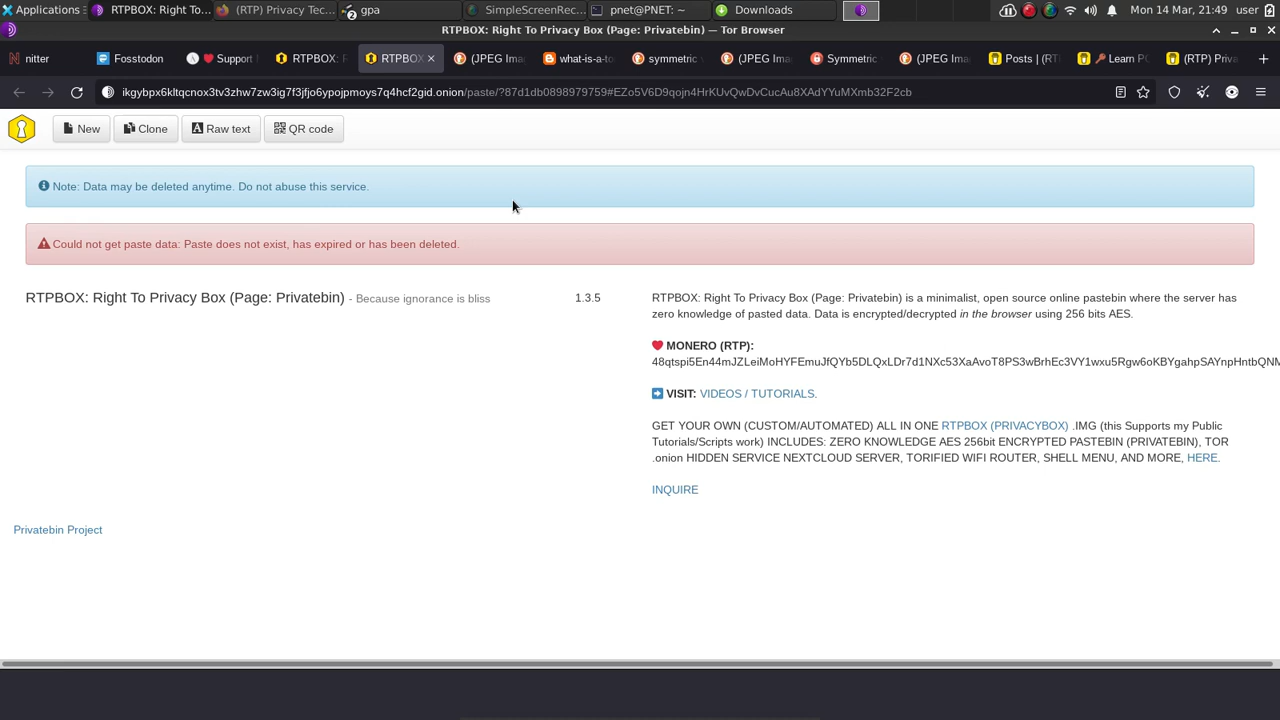 Applications
RTPBOX: Right To...
(RTP) Privacy Tec...
gpa
2
SimpleScreenRec...
pnet@PNET: ~
Downloads
Mon 14 Mar, 21:49
user
RTPBOX: Right To Privacy Box (Page: Privatebin) — Tor Browser
nitter
Fosstodon
Support
RTPBOX: R
RTPBOX
(JPEG Ima
what-is-a-to
symmetric
(JPEG Ima
Symmetric
(JPEG Ima
Posts | (RT
Learn PG
(RTP) Priva
ikgybpx6kltqcnox3tv3zhw7zw3ig7f3jfjo6ypojpmoys7q4hcf2gid.onion/paste/?87d1db0898979759#EZo5V6D9qojn4HrKUvQwDvCucAu8XAdYYuMXmb32F2cb
New
Clone
Raw text
QR code
Note: Data may be deleted anytime. Do not abuse this service.
Could not get paste data: Paste does not exist, has expired or has been deleted.
RTPBOX: Right To Privacy Box (Page: Privatebin) - Because ignorance is bliss
1.3.5
RTPBOX: Right To Privacy Box (Page: Privatebin) is a minimalist, open source online pastebin where the server has
zero knowledge of pasted data. Data is encrypted/decrypted in the browser using 256 bits AES.
MONERO (RTP):
48qtspi5En44mJZLeiMoHYFEmuJfQYb5DLQxLDr7d1NXc53XaAvoT8PS3wBrhEc3VY1wxu5Rgw6oKBYgahpSAYnpHntbQNM
VISIT: VIDEOS / TUTORIALS.
GET YOUR OWN (CUSTOM/AUTOMATED) ALL IN ONE RTPBOX (PRIVACYBOX) .IMG (this Supports my Public
Tutorials/Scripts work) INCLUDES: ZERO KNOWLEDGE AES 256bit ENCRYPTED PASTEBIN (PRIVATEBIN), TOR
.onion HIDDEN SERVICE NEXTCLOUD SERVER, TORIFIED WIFI ROUTER, SHELL MENU, AND MORE, HERE.
INQUIRE
Privatebin Project